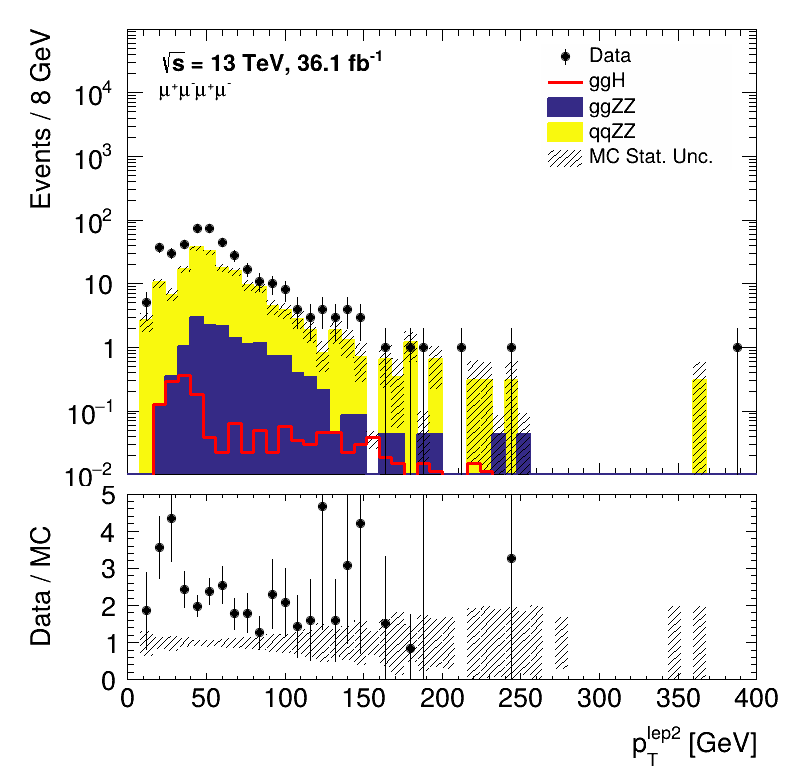 Events / 8 GeV
10⁴
10³
10²
10
1
10⁻¹
10⁻²
√s = 13 TeV, 36.1 fb⁻¹
μ⁺μ⁻μ⁺μ⁻
Data
ggH
ggZZ
qqZZ
MC Stat. Unc.
Data / MC
5
4
3
2
1
0
0 50 100 150 200 250 300 350 400
p_T^lep2 [GeV]